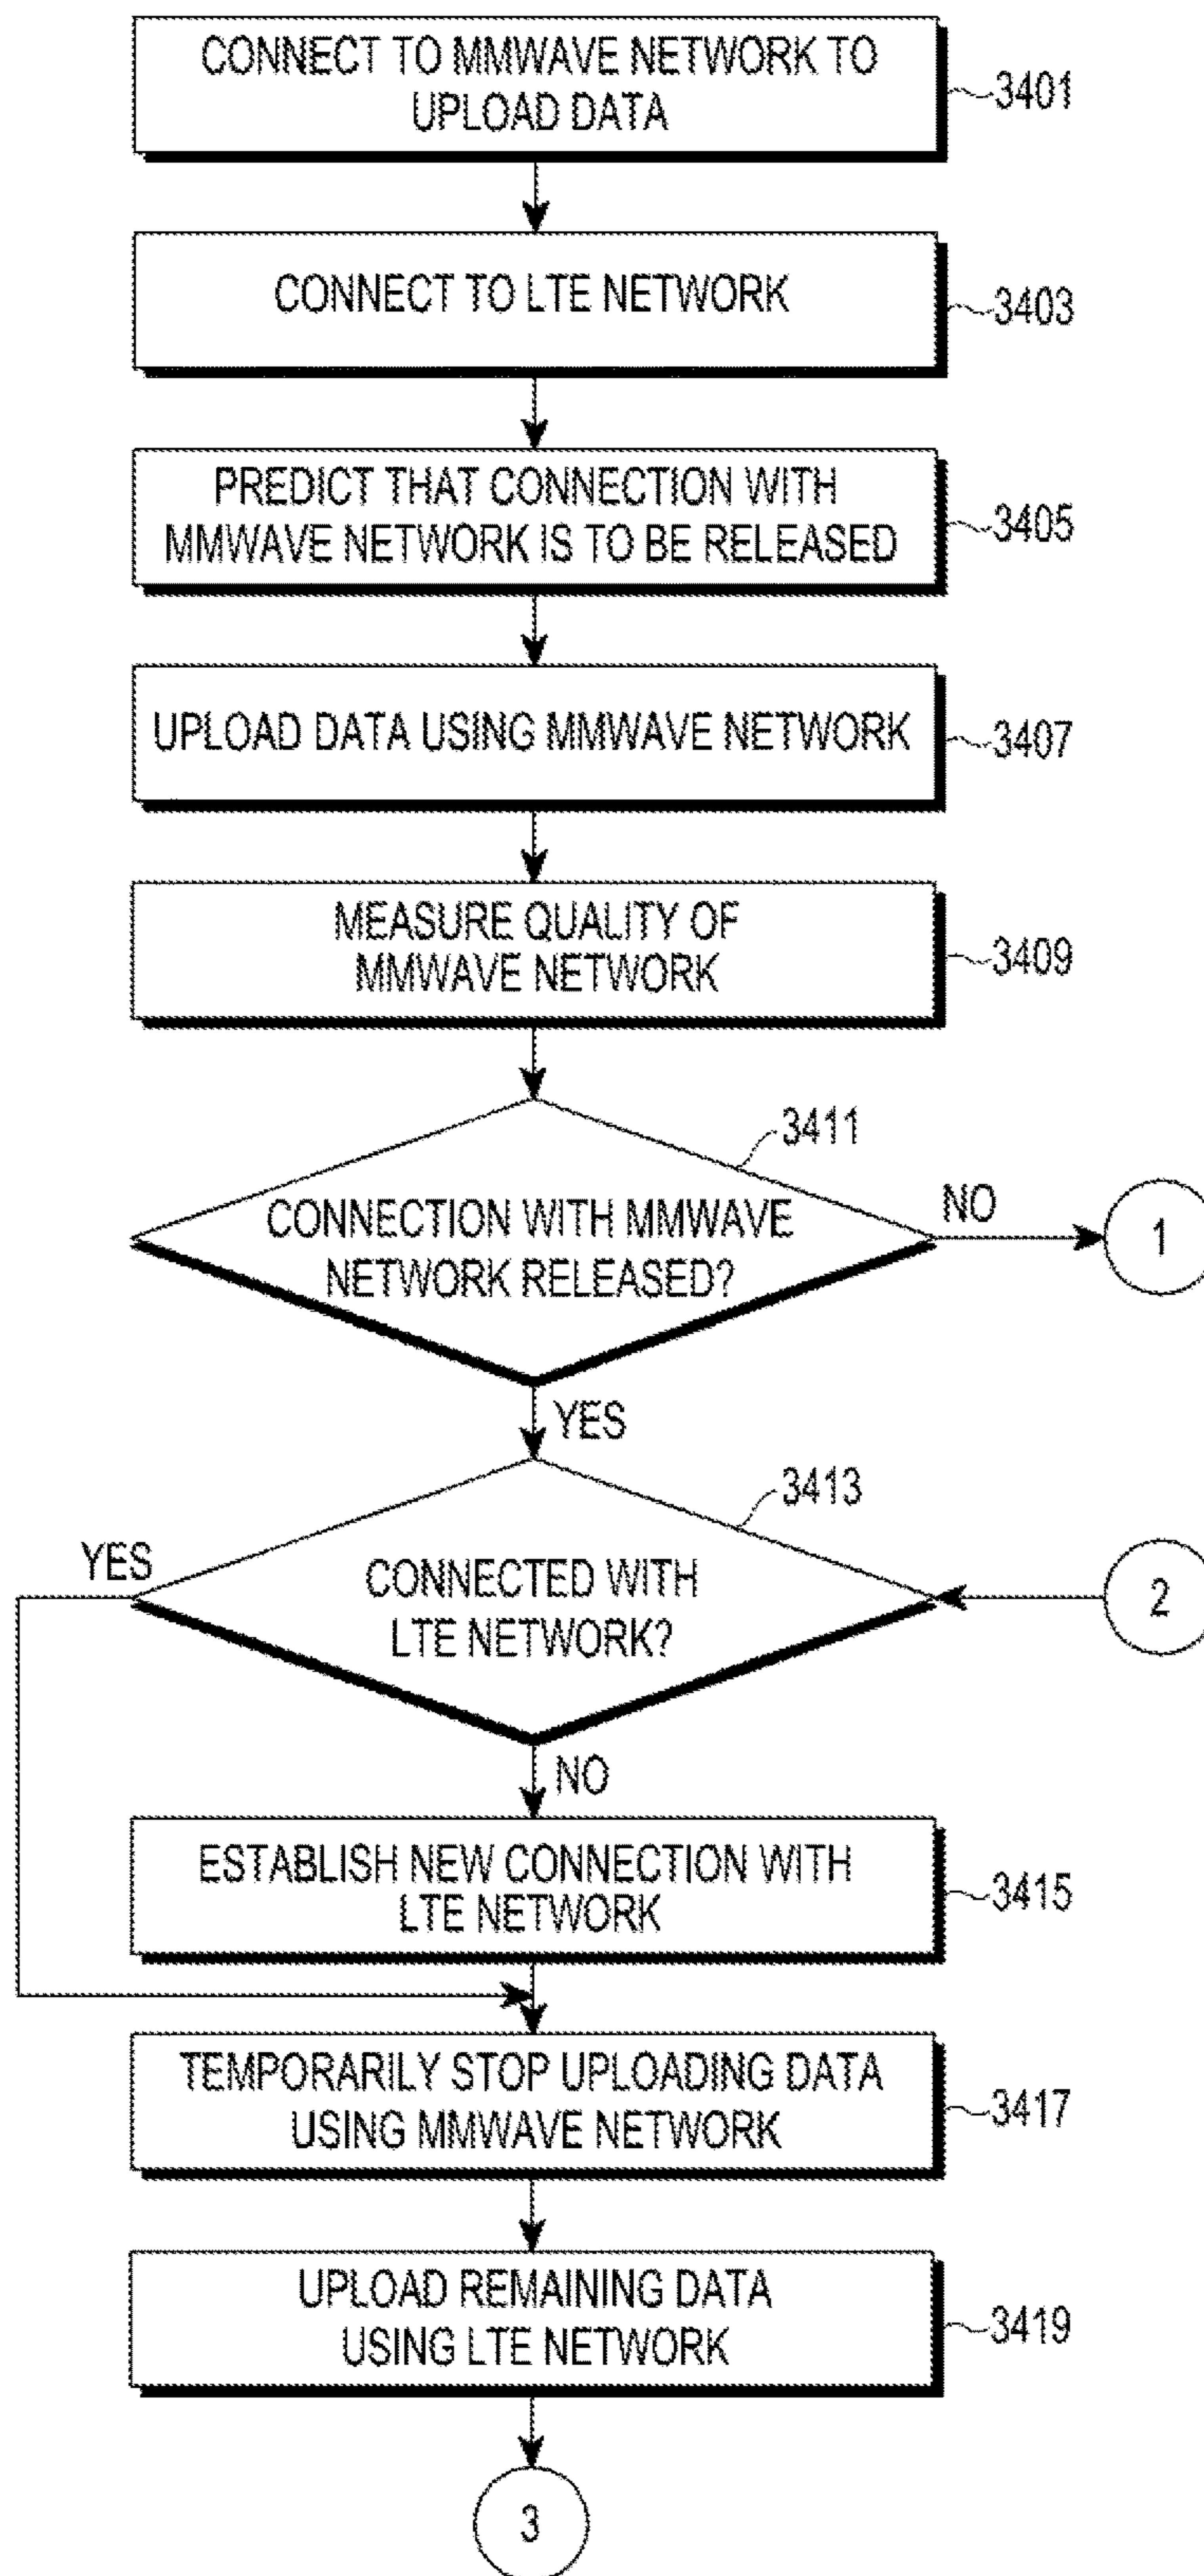 CONNECT TO MMWAVE NETWORK TO
UPLOAD DATA
3401
CONNECT TO LTE NETWORK
3403
PREDICT THAT CONNECTION WITH
MMWAVE NETWORK IS TO BE RELEASED
3405
UPLOAD DATA USING MMWAVE NETWORK
3407
MEASURE QUALITY OF
MMWAVE NETWORK
3409
3411
CONNECTION WITH MMWAVE
NETWORK RELEASED?
NO
1
YES
3413
YES
CONNECTED WITH
LTE NETWORK?
2
NO
ESTABLISH NEW CONNECTION WITH
LTE NETWORK
3415
TEMPORARILY STOP UPLOADING DATA
USING MMWAVE NETWORK
3417
UPLOAD REMAINING DATA
USING LTE NETWORK
3419
3